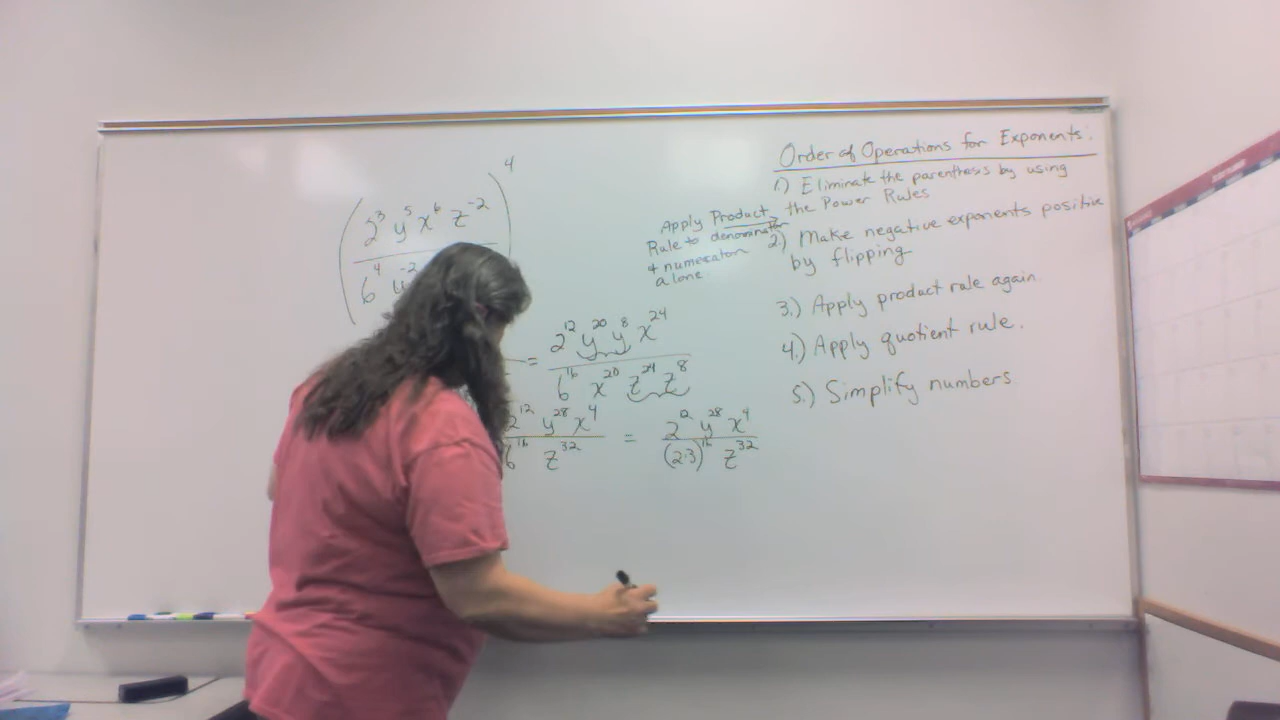 Order of Operations for Exponents:
1.) Eliminate the parenthesis by using
the Power Rules
Apply Product
Rule to denominator
+ numerator
alone
2.) Make negative exponents positive
by flipping
3.) Apply product rule again.
4.) Apply quotient rule.
5.) Simplify numbers.
4
2³ y⁵ x⁶ z⁻²
6⁴ y⁻²
= 2¹² y²⁰ y⁸ x²⁴
6¹⁶ x²⁰ z²⁴ z⁸
2¹² y²⁸ x⁴ = 2¹² y²⁸ x⁴
6¹⁶ z³² (2·3)¹⁶ z³²